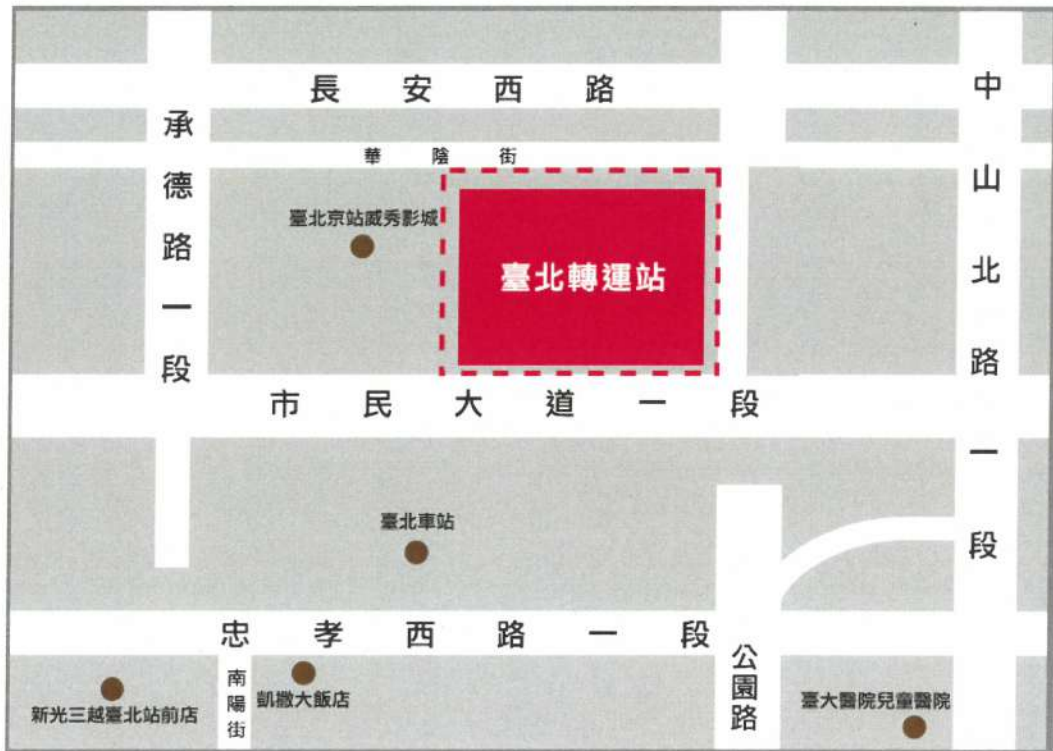 長安西路
中山北路一段
承德路一段
華陰街
臺北京站威秀影城
臺北轉運站
市民大道一段
臺北車站
忠孝西路一段
公園路
南陽街
凱撒大飯店
新光三越臺北站前店
臺大醫院兒童醫院